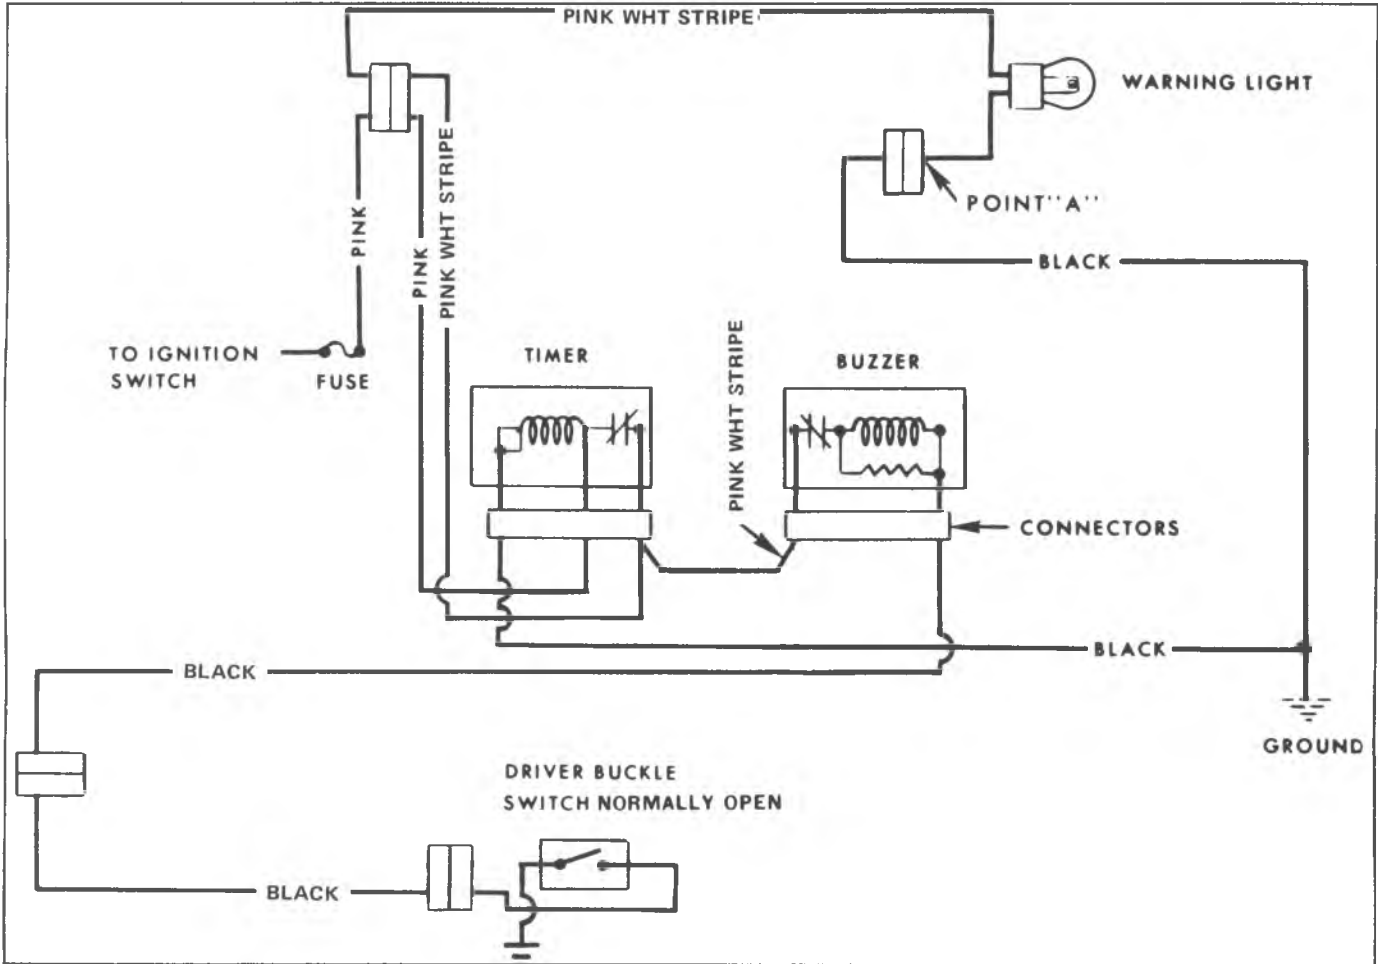 PINK WHT STRIPE
WARNING LIGHT
POINT"A"
PINK
PINK
PINK WHT STRIPE
BLACK
TO IGNITION
SWITCH
FUSE
TIMER
PINK WHT STRIPE
BUZZER
CONNECTORS
BLACK
BLACK
GROUND
DRIVER BUCKLE
SWITCH NORMALLY OPEN
BLACK